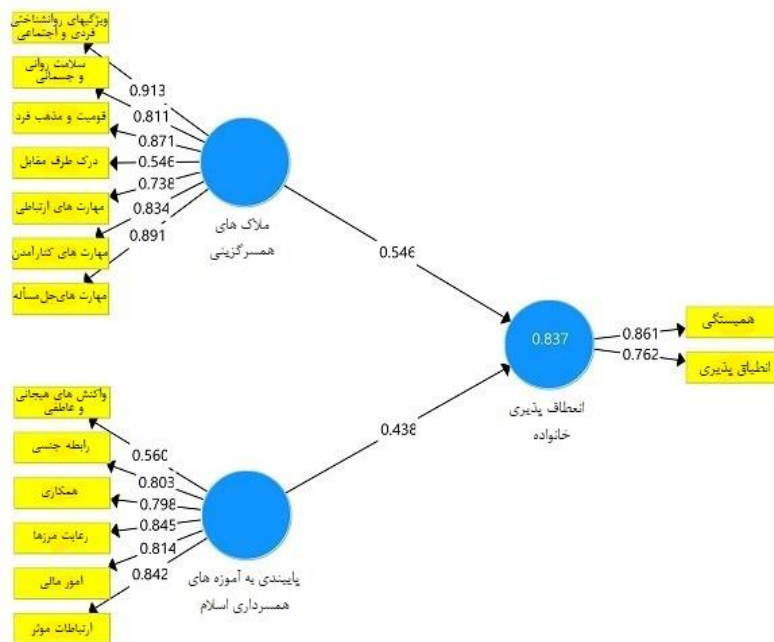 ویژگیهای روانشناختی
فردی و اجتماعی
سلامت روانی
و جسمانی
قومیت و مذهب فرد
درک طرف مقابل
مهارت های ارتباطی
مهارت های کنارآمدن
مهارت های‌حل‌مسأله
0.913
0.811
0.871
0.546
0.738
0.834
0.891
ملاک های
همسرگزینی
0.546
0.837
انعطاف پذیری
خانواده
0.861
0.762
همبستگی
انطباق پذیری
واکنش های هیجانی
و عاطفی
رابطه جنسی
همکاری
رعایت مرزها
امور مالی
ارتباطات موثر
0.560
0.803
0.798
0.845
0.814
0.842
پایبندی به آموزه های
همسرداری اسلام
0.438